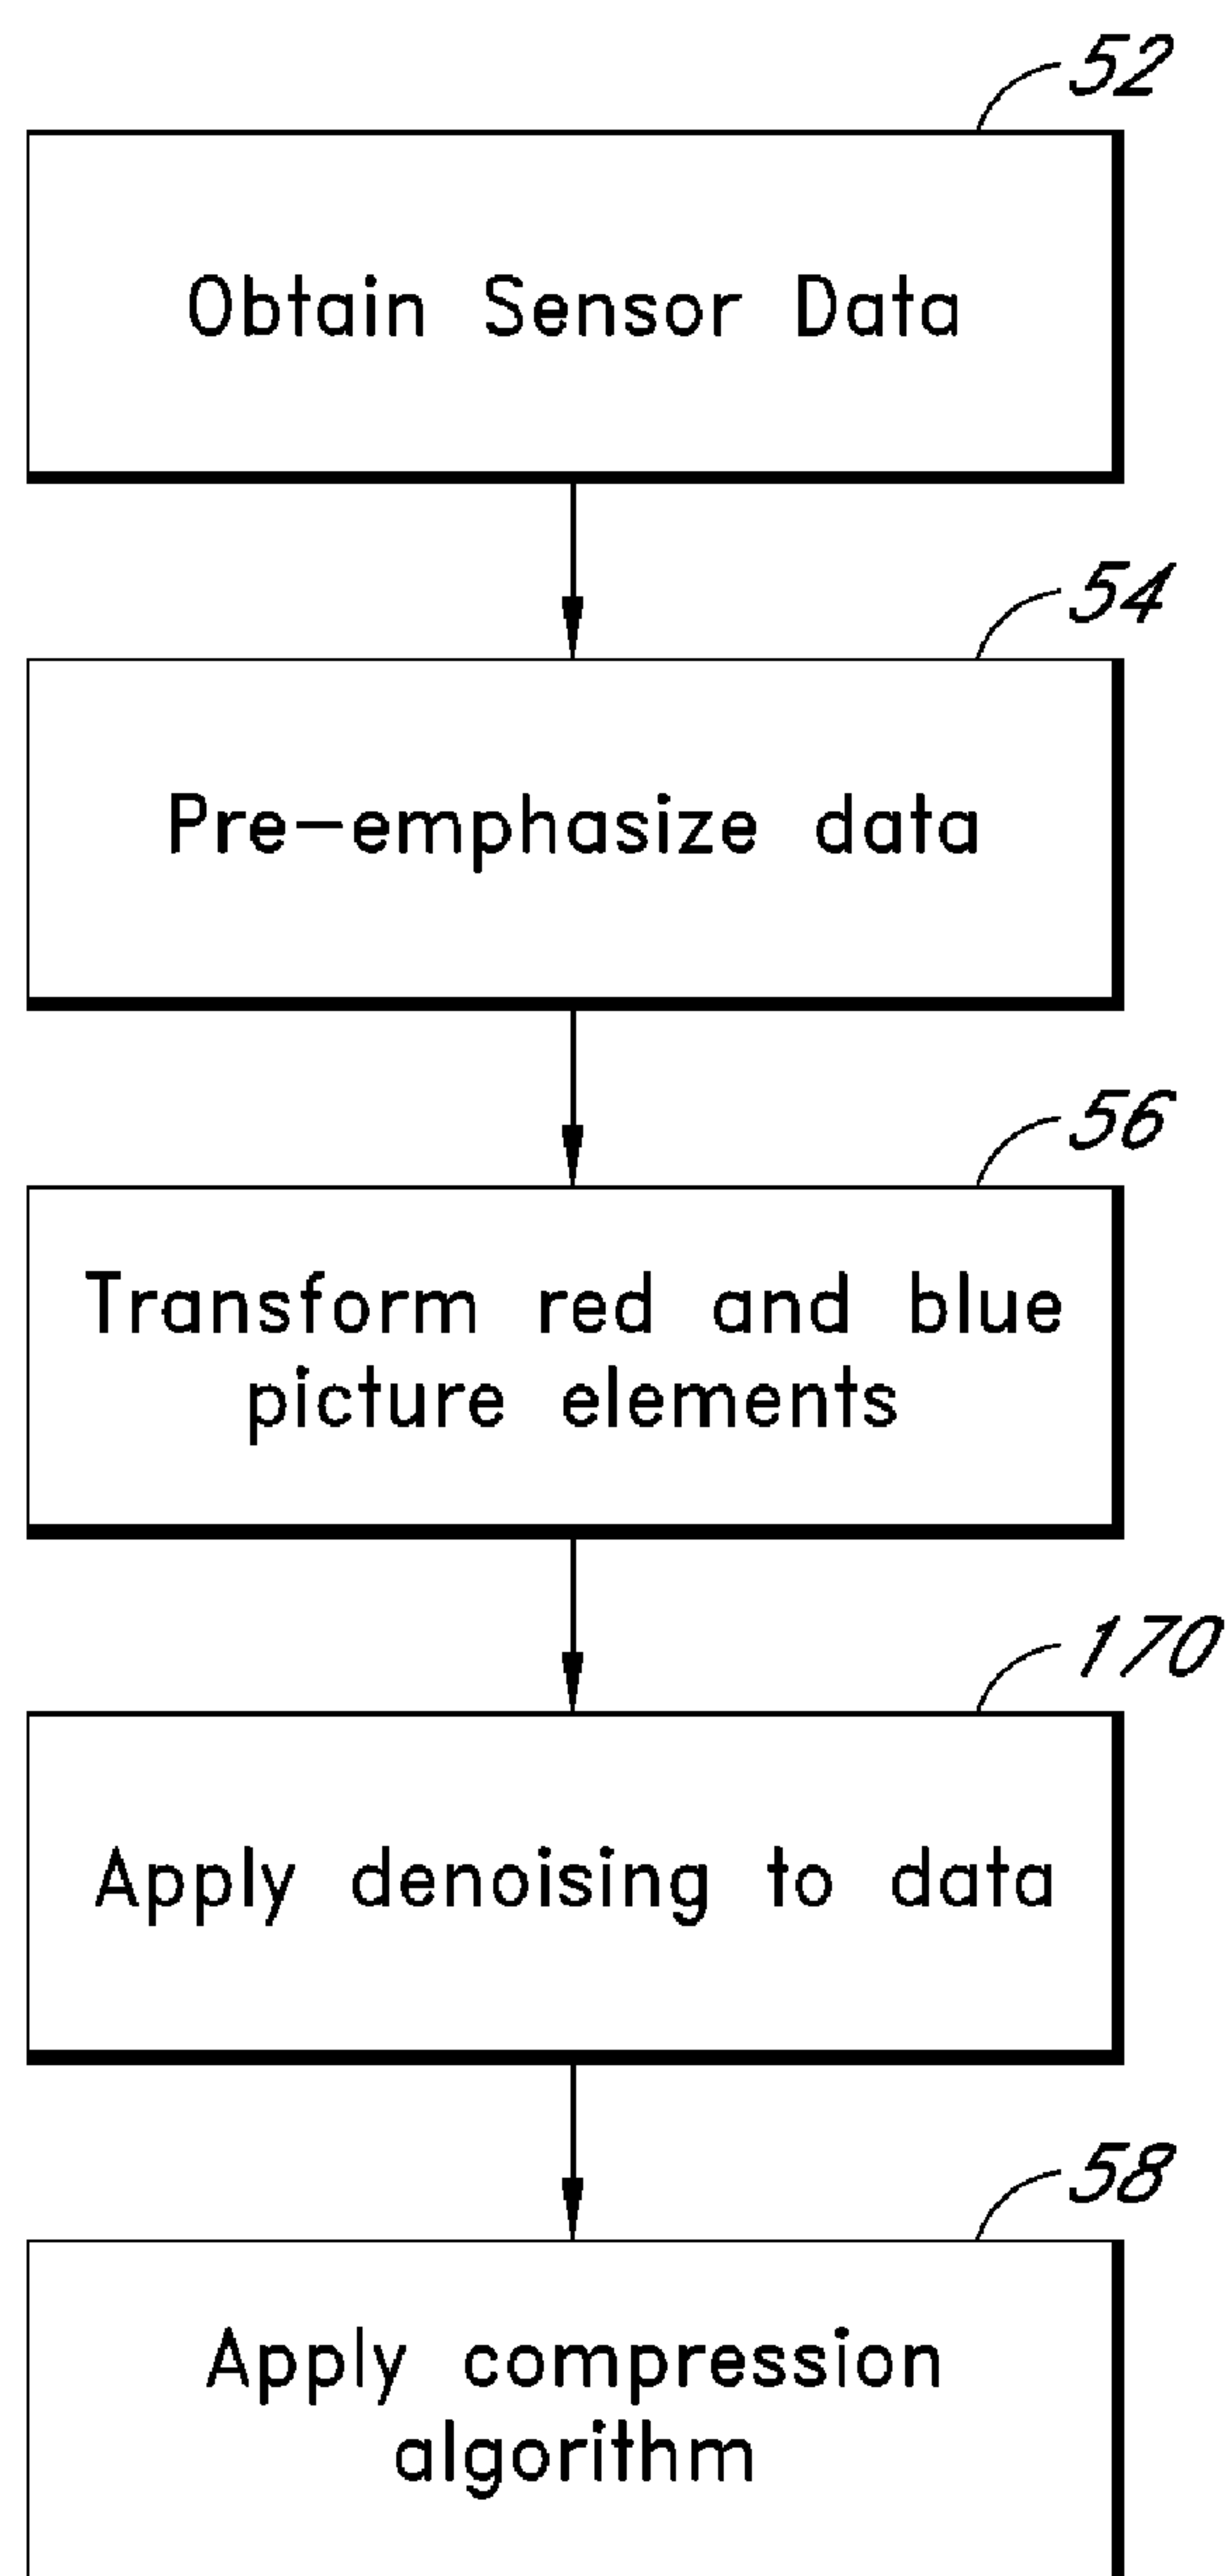 52
Obtain Sensor Data
54
Pre-emphasize data
56
Transform red and blue
picture elements
170
Apply denoising to data
58
Apply compression
algorithm